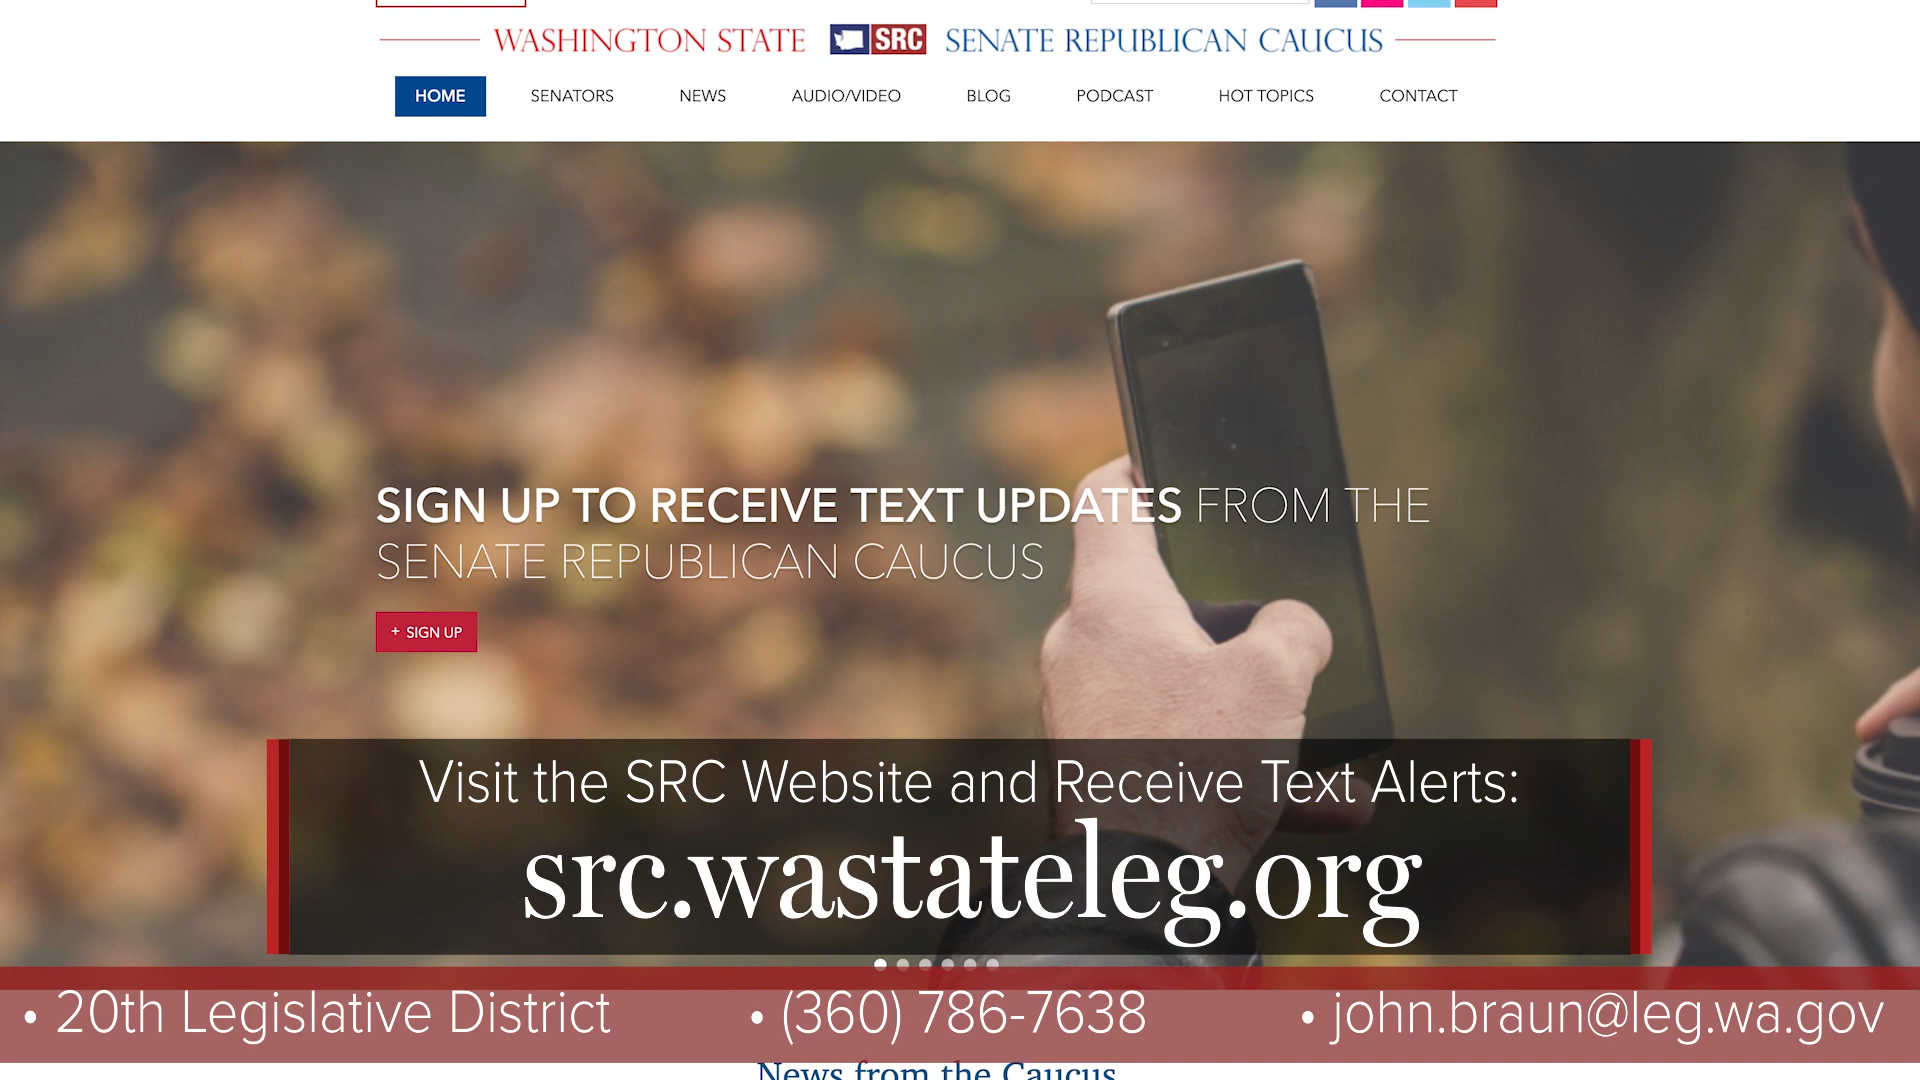 WASHINGTON STATE SRC SENATE REPUBLICAN CAUCUS
HOME SENATORS NEWS AUDIO/VIDEO BLOG PODCAST HOT TOPICS CONTACT
SIGN UP TO RECEIVE TEXT UPDATES FROM THE
SENATE REPUBLICAN CAUCUS
+ SIGN UP
Visit the SRC Website and Receive Text Alerts:
src.wastateleg.org
• 20th Legislative District • (360) 786-7638 • john.braun@leg.wa.gov
News from the Caucus